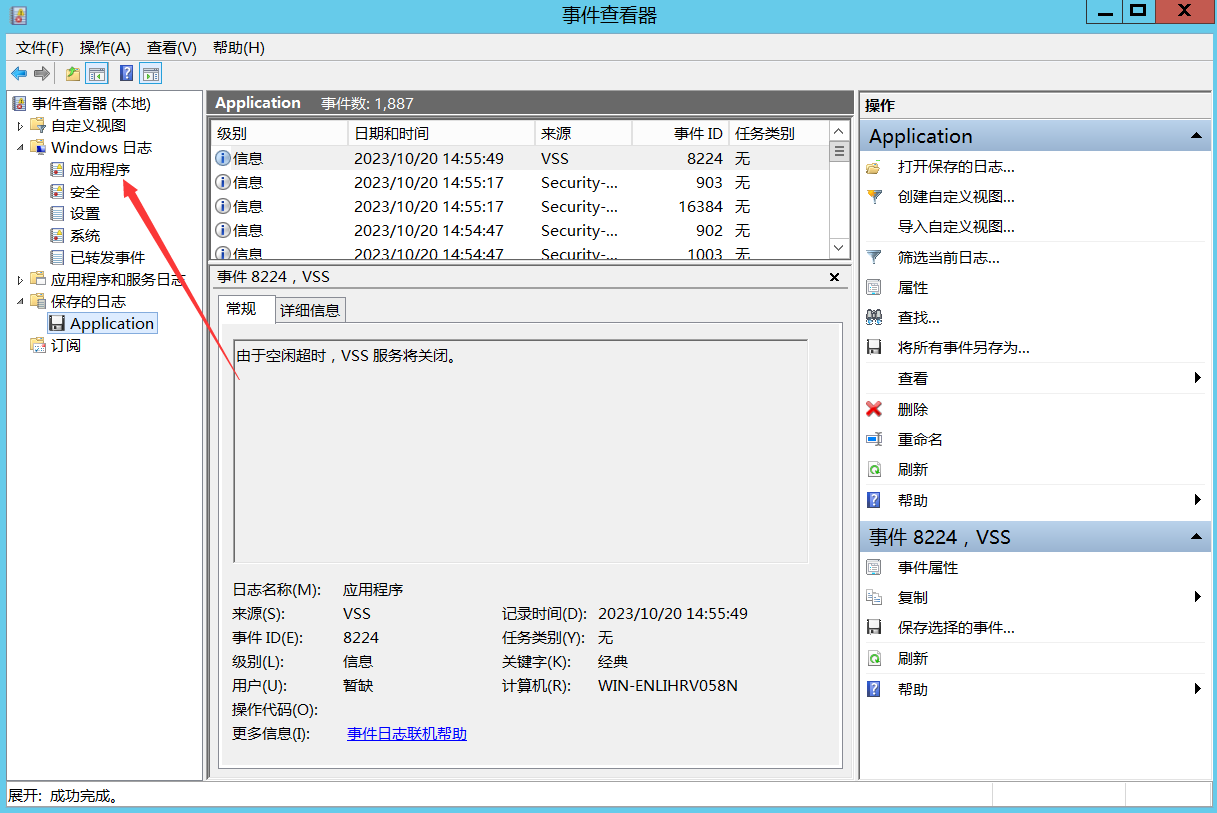 事件查看器
X
文件(F) 操作(A) 查看(V) 帮助(H)
事件查看器 (本地)
自定义视图
Windows 日志
应用程序
安全
设置
系统
已转发事件
应用程序和服务日志
保存的日志
Application
订阅
Application 事件数: 1,887
级别 日期和时间 来源 事件 ID 任务类别
信息 2023/10/20 14:55:49 VSS 8224 无
信息 2023/10/20 14:55:17 Security-... 903 无
信息 2023/10/20 14:55:17 Security-... 16384 无
信息 2023/10/20 14:54:47 Security-... 902 无
信息 2023/10/20 14:54:47 Security-... 1003 无
事件 8224，VSS
常规 详细信息
由于空闲超时，VSS 服务将关闭。
日志名称(M): 应用程序
来源(S): VSS 记录时间(D): 2023/10/20 14:55:49
事件 ID(E): 8224 任务类别(Y): 无
级别(L): 信息 关键字(K): 经典
用户(U): 暂缺 计算机(R): WIN-ENLIHRV058N
操作代码(O):
更多信息(I): 事件日志联机帮助
操作
Application
打开保存的日志...
创建自定义视图...
导入自定义视图...
筛选当前日志...
属性
查找...
将所有事件另存为...
查看
删除
重命名
刷新
帮助
事件 8224，VSS
事件属性
复制
保存选择的事件...
刷新
帮助
展开: 成功完成。